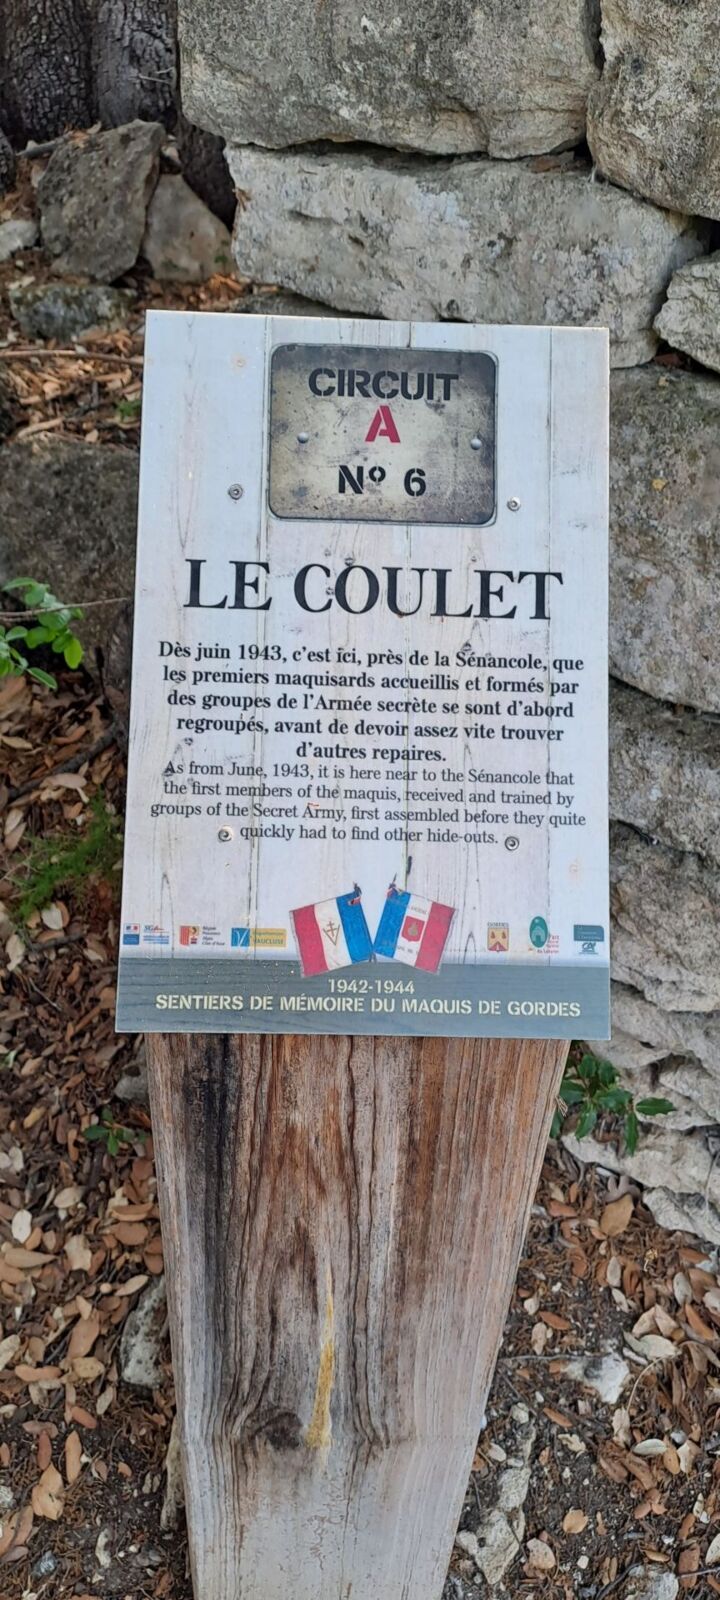 CIRCUIT
A
Nº 6
LE COULET
Dès juin 1943, c'est ici, près de la Sénancole, que
les premiers maquisards accueillis et formés par
des groupes de l'Armée secrète se sont d'abord
regroupés, avant de devoir assez vite trouver
d'autres repaires.
As from June, 1943, it is here near to the Sénancole that
the first members of the maquis, received and trained by
groups of the Secret Army, first assembled before they quite
quickly had to find other hide-outs.
VAUCLUSE
GORDES
1942-1944
SENTIERS DE MÉMOIRE DU MAQUIS DE GORDES